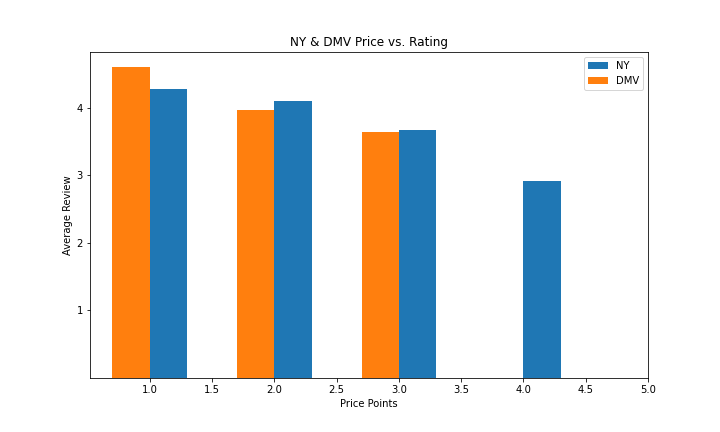 NY & DMV Price vs. Rating
NY
DMV
4
3
2
1
Average Review
1.0 1.5 2.0 2.5 3.0 3.5 4.0 4.5 5.0
Price Points